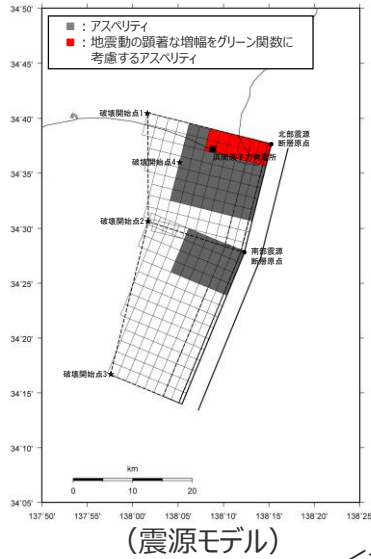 34˚50'
■ ：アスペリティ
■ ：地震動の顕著な増幅をグリーン関数に
考慮するアスペリティ
34˚45'
34˚40'
破壊開始点1
北部震源
断層原点
浜岡原子力発電所
破壊開始点4
34˚35'
34˚30'
破壊開始点2
南部震源
断層原点
34˚25'
34˚20'
破壊開始点3
34˚15'
34˚10'
km
0 10 20
34˚05'
137˚50' 137˚55' 138˚00' 138˚05' 138˚10' 138˚15' 138˚20' 138˚25'
（震源モデル）